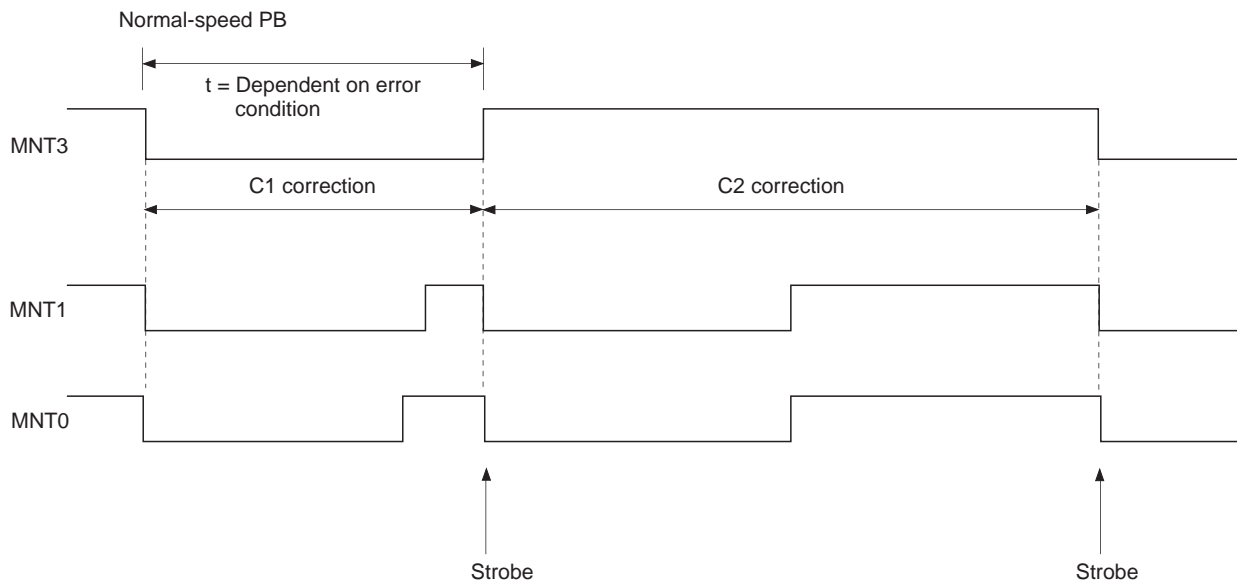 Normal-speed PB
t = Dependent on error
condition
MNT3
C1 correction
C2 correction
MNT1
MNT0
Strobe
Strobe